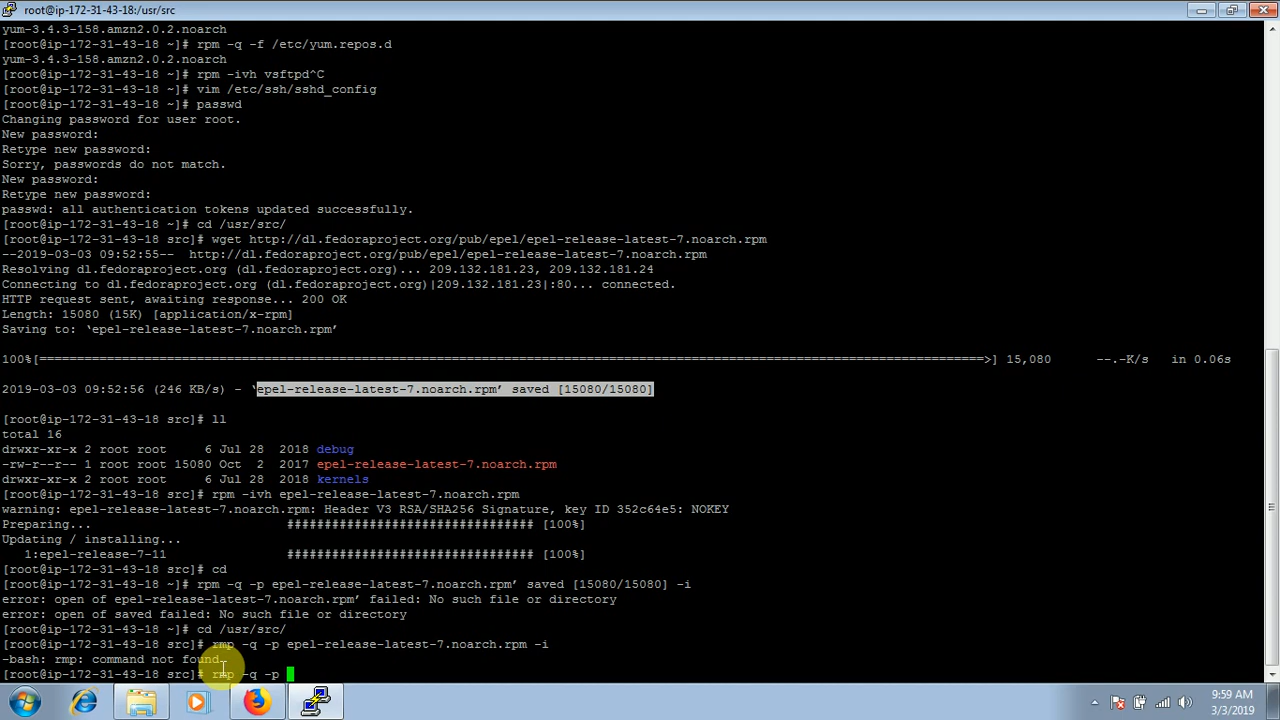 root@ip-172-31-43-18:/usr/src
yum-3.4.3-158.amzn2.0.2.noarch
[root@ip-172-31-43-18 ~]# rpm -q -f /etc/yum.repos.d
yum-3.4.3-158.amzn2.0.2.noarch
[root@ip-172-31-43-18 ~]# rpm -ivh vsftpd^C
[root@ip-172-31-43-18 ~]# vim /etc/ssh/sshd_config
[root@ip-172-31-43-18 ~]# passwd
Changing password for user root.
New password:
Retype new password:
Sorry, passwords do not match.
New password:
Retype new password:
passwd: all authentication tokens updated successfully.
[root@ip-172-31-43-18 ~]# cd /usr/src/
[root@ip-172-31-43-18 src]# wget http://dl.fedoraproject.org/pub/epel/epel-release-latest-7.noarch.rpm
--2019-03-03 09:52:55--  http://dl.fedoraproject.org/pub/epel/epel-release-latest-7.noarch.rpm
Resolving dl.fedoraproject.org (dl.fedoraproject.org)... 209.132.181.23, 209.132.181.24
Connecting to dl.fedoraproject.org (dl.fedoraproject.org)|209.132.181.23|:80... connected.
HTTP request sent, awaiting response... 200 OK
Length: 15080 (15K) [application/x-rpm]
Saving to: ‘epel-release-latest-7.noarch.rpm’
100%[===============================================================================================================================>] 15,080      --.-K/s   in 0.06s
2019-03-03 09:52:56 (246 KB/s) - ‘epel-release-latest-7.noarch.rpm’ saved [15080/15080]
[root@ip-172-31-43-18 src]# ll
total 16
drwxr-xr-x 2 root root     6 Jul 28  2018 debug
-rw-r--r-- 1 root root 15080 Oct  2  2017 epel-release-latest-7.noarch.rpm
drwxr-xr-x 2 root root     6 Jul 28  2018 kernels
[root@ip-172-31-43-18 src]# rpm -ivh epel-release-latest-7.noarch.rpm
warning: epel-release-latest-7.noarch.rpm: Header V3 RSA/SHA256 Signature, key ID 352c64e5: NOKEY
Preparing...                          ################################# [100%]
Updating / installing...
   1:epel-release-7-11                ################################# [100%]
[root@ip-172-31-43-18 src]# cd
[root@ip-172-31-43-18 ~]# rpm -q -p epel-release-latest-7.noarch.rpm’ saved [15080/15080] -i
error: open of epel-release-latest-7.noarch.rpm’ failed: No such file or directory
error: open of saved failed: No such file or directory
[root@ip-172-31-43-18 ~]# cd /usr/src/
[root@ip-172-31-43-18 src]# rmp -q -p epel-release-latest-7.noarch.rpm -i
-bash: rmp: command not found
[root@ip-172-31-43-18 src]# rmp -q -p
9:59 AM
3/3/2019